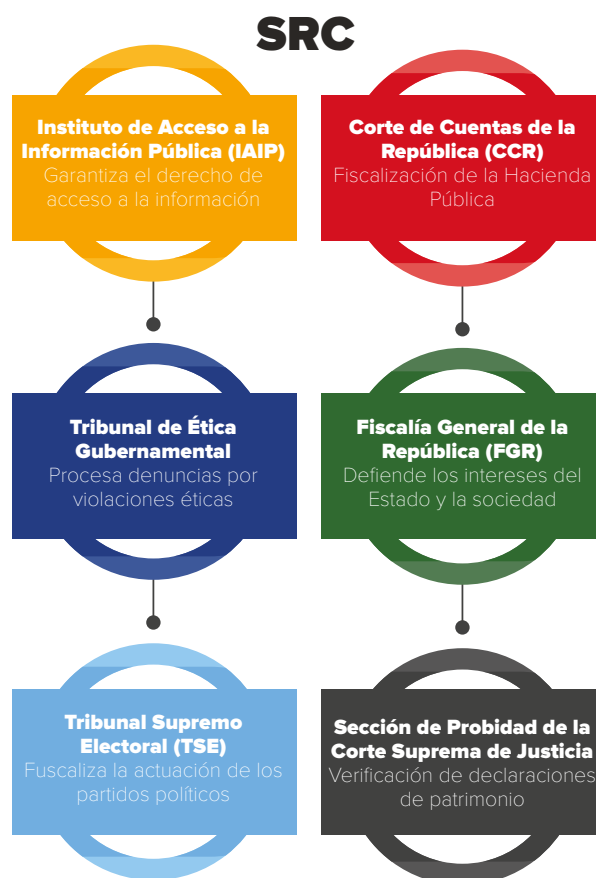 SRC
Instituto de Acceso a la
Información Pública (IAIP)
Garantiza el derecho de
acceso a la información
Corte de Cuentas de la
República (CCR)
Fiscalización de la Hacienda
Pública
Tribunal de Ética
Gubernamental
Procesa denuncias por
violaciones éticas
Fiscalía General de la
República (FGR)
Defiende los intereses del
Estado y la sociedad
Tribunal Supremo
Electoral (TSE)
Fuscaliza la actuación de los
partidos políticos
Sección de Probidad de la
Corte Suprema de Justicia
Verificación de declaraciones
de patrimonio